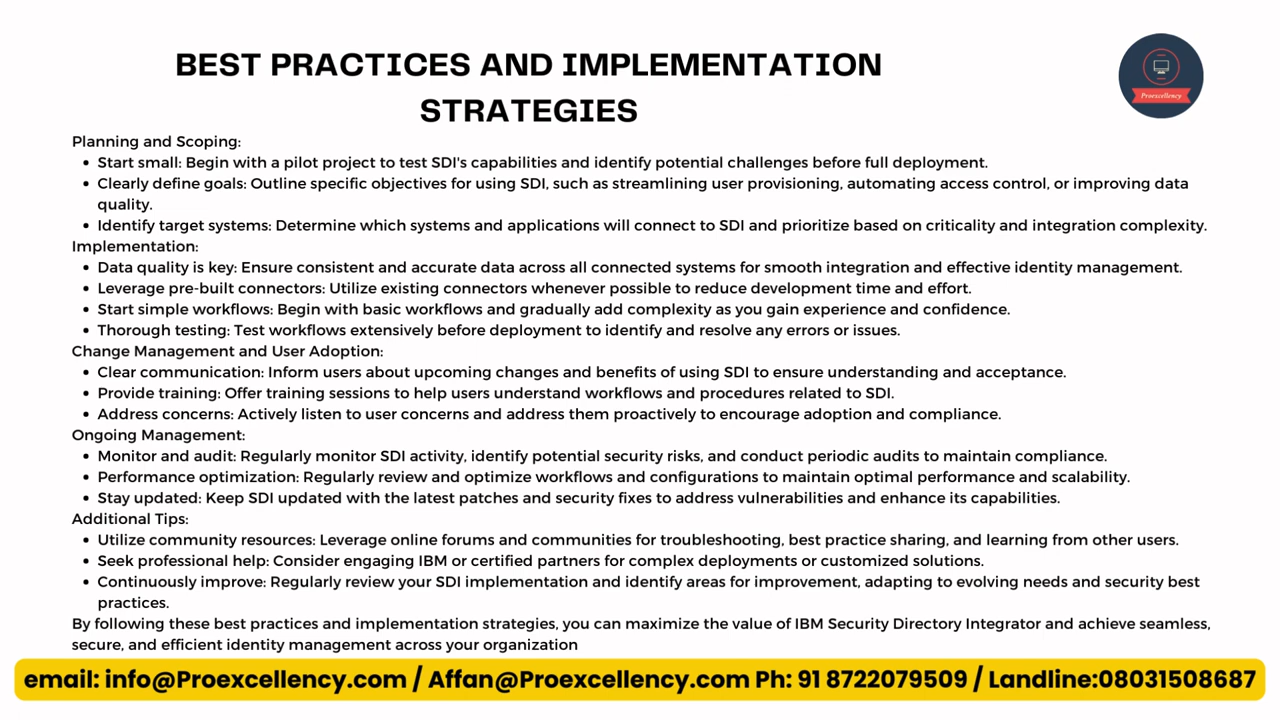 BEST PRACTICES AND IMPLEMENTATION
STRATEGIES
Proexcellency
Planning and Scoping:
• Start small: Begin with a pilot project to test SDI's capabilities and identify potential challenges before full deployment.
• Clearly define goals: Outline specific objectives for using SDI, such as streamlining user provisioning, automating access control, or improving data
quality.
• Identify target systems: Determine which systems and applications will connect to SDI and prioritize based on criticality and integration complexity.
Implementation:
• Data quality is key: Ensure consistent and accurate data across all connected systems for smooth integration and effective identity management.
• Leverage pre-built connectors: Utilize existing connectors whenever possible to reduce development time and effort.
• Start simple workflows: Begin with basic workflows and gradually add complexity as you gain experience and confidence.
• Thorough testing: Test workflows extensively before deployment to identify and resolve any errors or issues.
Change Management and User Adoption:
• Clear communication: Inform users about upcoming changes and benefits of using SDI to ensure understanding and acceptance.
• Provide training: Offer training sessions to help users understand workflows and procedures related to SDI.
• Address concerns: Actively listen to user concerns and address them proactively to encourage adoption and compliance.
Ongoing Management:
• Monitor and audit: Regularly monitor SDI activity, identify potential security risks, and conduct periodic audits to maintain compliance.
• Performance optimization: Regularly review and optimize workflows and configurations to maintain optimal performance and scalability.
• Stay updated: Keep SDI updated with the latest patches and security fixes to address vulnerabilities and enhance its capabilities.
Additional Tips:
• Utilize community resources: Leverage online forums and communities for troubleshooting, best practice sharing, and learning from other users.
• Seek professional help: Consider engaging IBM or certified partners for complex deployments or customized solutions.
• Continuously improve: Regularly review your SDI implementation and identify areas for improvement, adapting to evolving needs and security best
practices.
By following these best practices and implementation strategies, you can maximize the value of IBM Security Directory Integrator and achieve seamless,
secure, and efficient identity management across your organization
email: info@Proexcellency.com / Affan@Proexcellency.com Ph: 91 8722079509 / Landline:08031508687